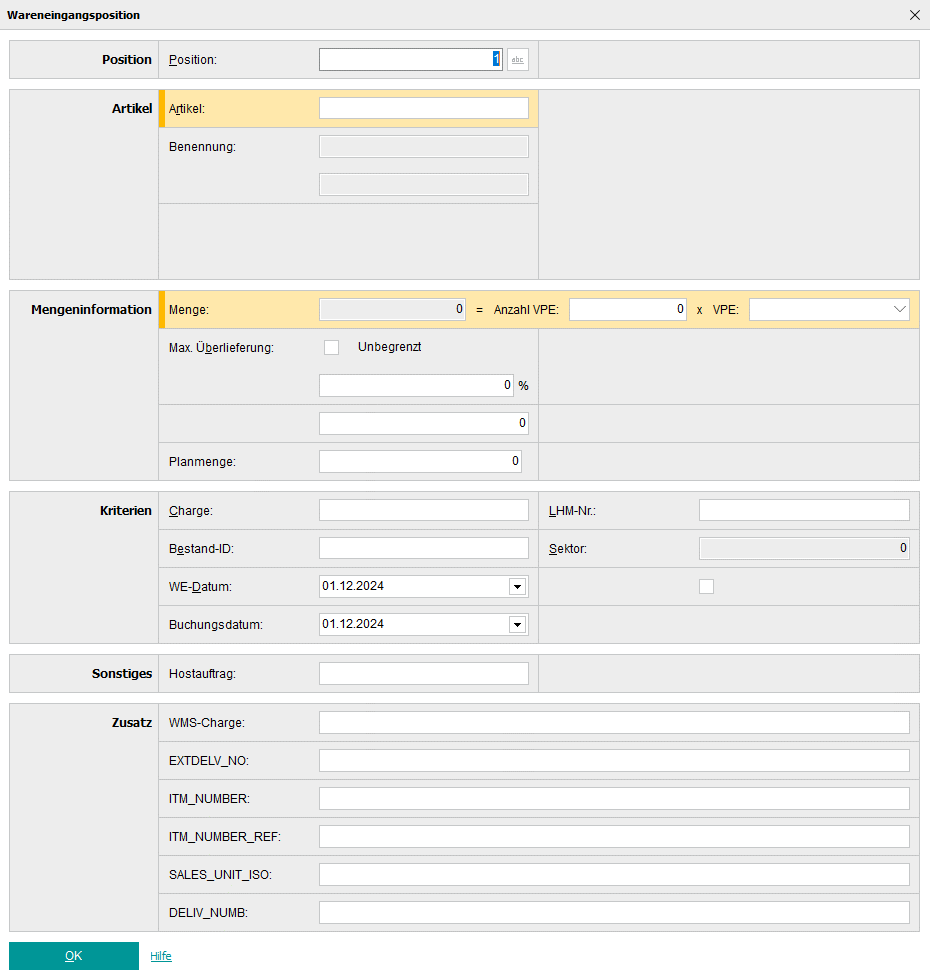 Wareneingangsposition
Position Position: 1 abc
Artikel Artikel:
Benennung:
Mengeninformation Menge: 0 = Anzahl VPE: 0 x VPE:
Max. Überlieferung: Unbegrenzt
0 %
0
Planmenge: 0
Kriterien Charge: LHM-Nr.:
Bestand-ID: Sektor: 0
WE-Datum: 01.12.2024
Buchungsdatum: 01.12.2024
Sonstiges Hostauftrag:
Zusatz WMS-Charge:
EXTDELV_NO:
ITM_NUMBER:
ITM_NUMBER_REF:
SALES_UNIT_ISO:
DELIV_NUMB:
OK Hilfe